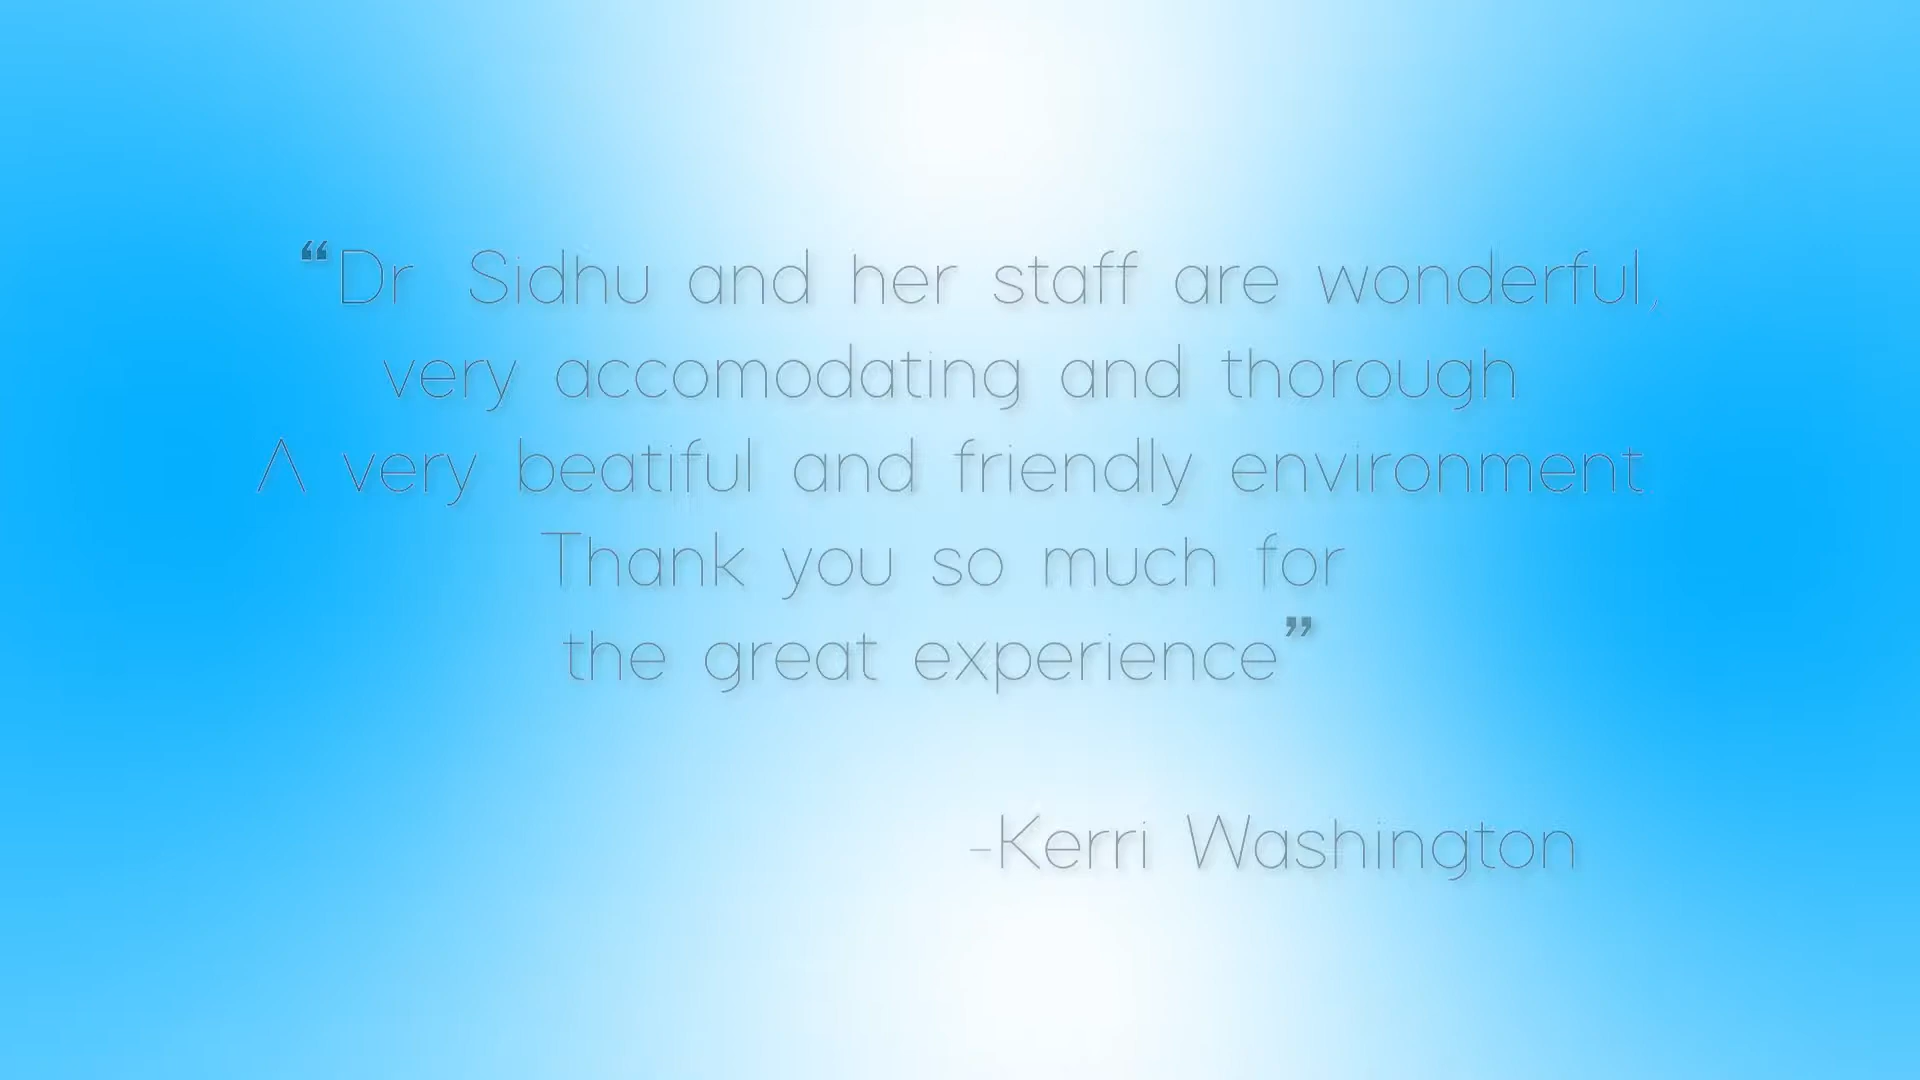 “Dr Sidhu and her staff are wonderful,
very accomodating and thorough
A very beatiful and friendly environment
Thank you so much for
the great experience”
-Kerri Washington